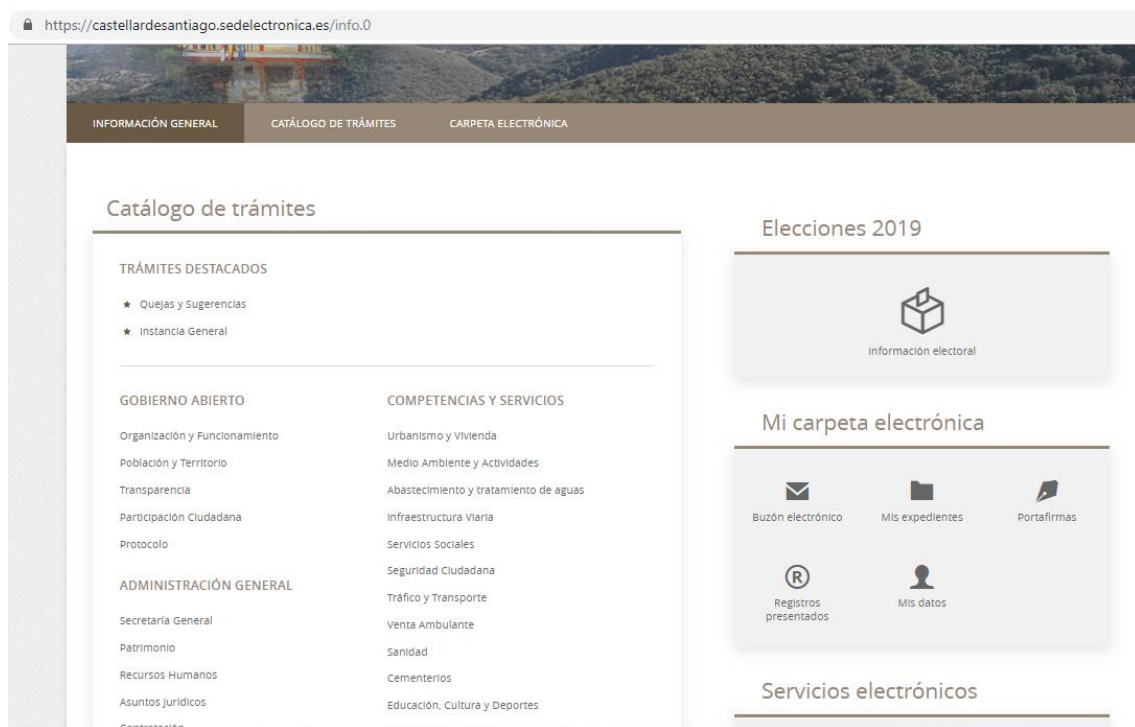 https://castellardesantiago.sedelectronica.es/info.0
INFORMACIÓN GENERAL
CATÁLOGO DE TRÁMITES
CARPETA ELECTRÓNICA
Catálogo de trámites
TRÁMITES DESTACADOS
Quejas y Sugerencias
Instancia General
GOBIERNO ABIERTO
Organización y Funcionamiento
Población y Territorio
Transparencia
Participación Ciudadana
Protocolo
ADMINISTRACIÓN GENERAL
Secretaría General
Patrimonio
Recursos Humanos
Asuntos Jurídicos
Contratación
COMPETENCIAS Y SERVICIOS
Urbanismo y Vivienda
Medio Ambiente y Actividades
Abastecimiento y tratamiento de aguas
Infraestructura Viaria
Servicios Sociales
Seguridad Ciudadana
Tráfico y Transporte
Venta Ambulante
Sanidad
Cementerios
Educación, Cultura y Deportes
Elecciones 2019
Información electoral
Mi carpeta electrónica
Buzón electrónico
Mis expedientes
Portafirmas
Registros
presentados
Mis datos
Servicios electrónicos